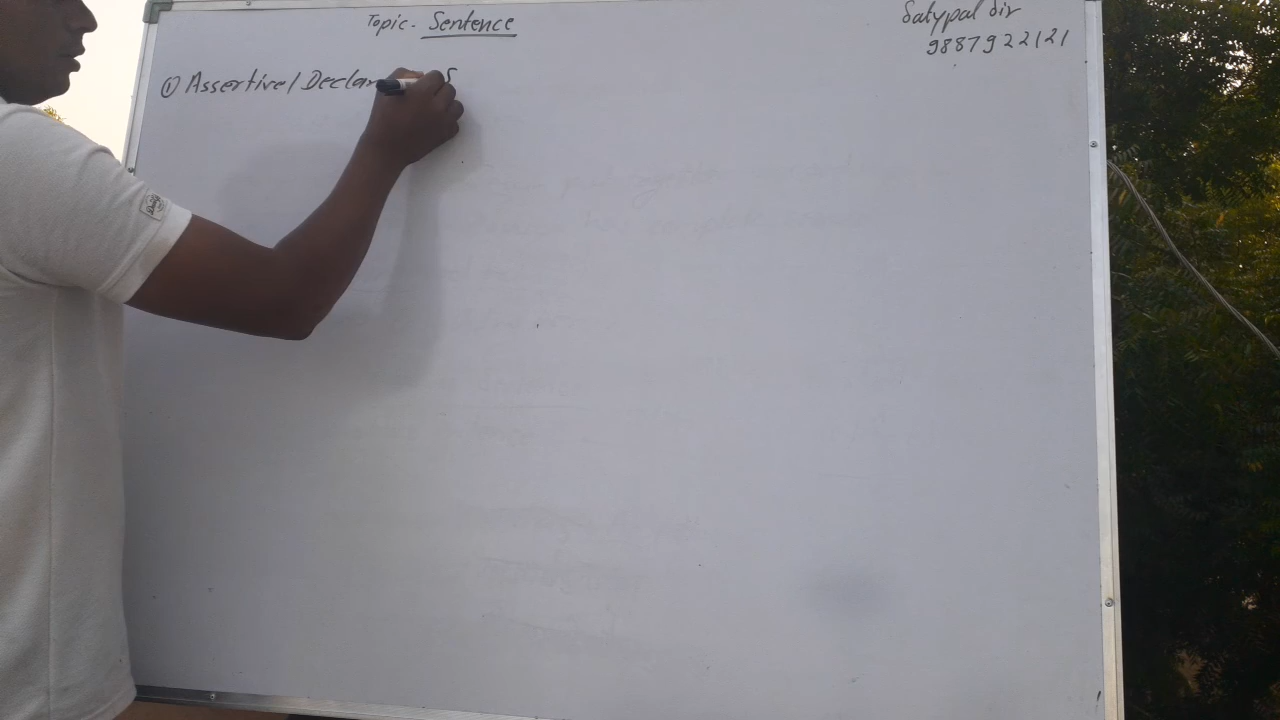 Topic. Sentence
Satypal Sir
9887922121
① Assertive/ Declar S